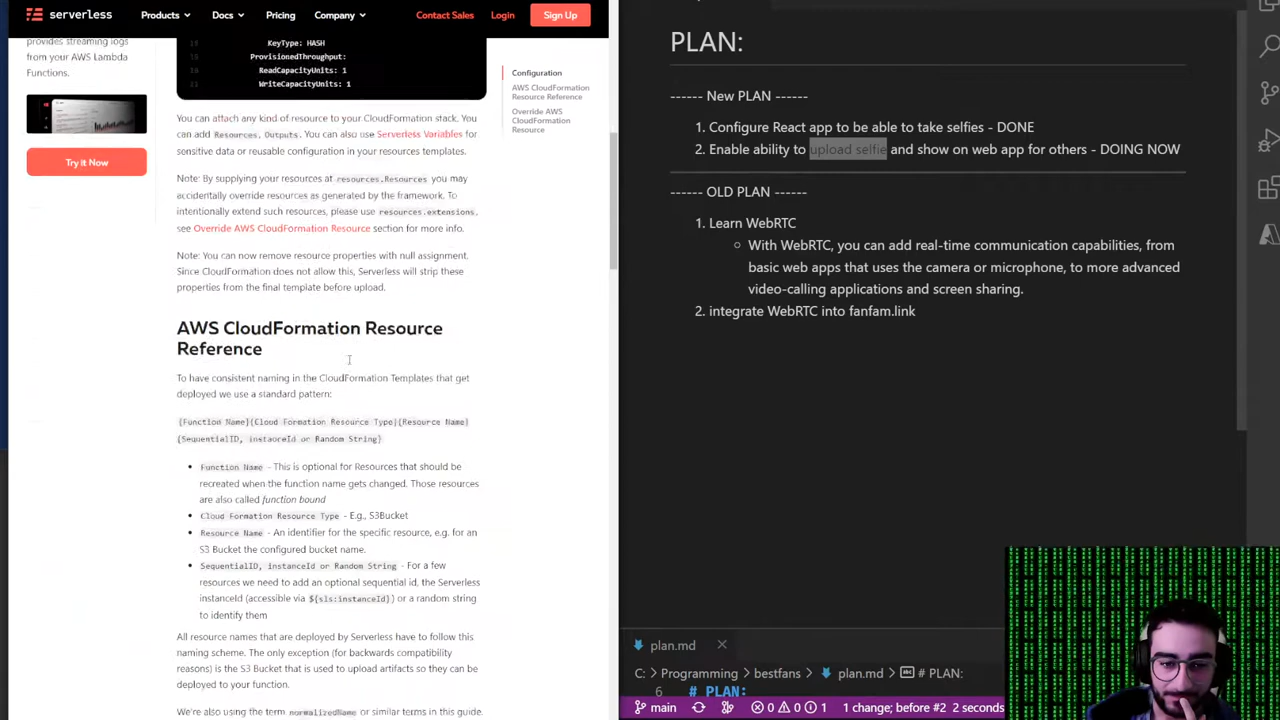 serverless
Products
Docs
Pricing
Company
Contact Sales
Login
Sign Up
provides streaming logs
from your AWS Lambda
Functions.
Try it Now
KeyType: HASH
ProvisionedThroughput:
ReadCapacityUnits: 1
WriteCapacityUnits: 1
You can attach any kind of resource to your CloudFormation stack. You
can add Resources, Outputs. You can also use Serverless Variables for
sensitive data or reusable configuration in your resources templates.
Note: By supplying your resources at resources.Resources you may
accidentally override resources as generated by the framework. To
intentionally extend such resources, please use resources.extensions,
see Override AWS CloudFormation Resource section for more info.
Note: You can now remove resource properties with null assignment.
Since CloudFormation does not allow this, Serverless will strip these
properties from the final template before upload.
AWS CloudFormation Resource
Reference
To have consistent naming in the CloudFormation Templates that get
deployed we use a standard pattern:
{Function Name}{Cloud Formation Resource Type}{Resource Name}
{SequentialID, instanceId or Random String}
Function Name - This is optional for Resources that should be
recreated when the function name gets changed. Those resources
are also called function bound
Cloud Formation Resource Type - E.g., S3Bucket
Resource Name - An identifier for the specific resource, e.g. for an
S3 Bucket the configured bucket name.
SequentialID, instanceId or Random String - For a few
resources we need to add an optional sequential id, the Serverless
instanceId (accessible via ${sls:instanceId}) or a random string
to identify them
All resource names that are deployed by Serverless have to follow this
naming scheme. The only exception (for backwards compatibility
reasons) is the S3 Bucket that is used to upload artifacts so they can be
deployed to your function.
We're also using the term normalizedName or similar terms in this guide.
Configuration
AWS CloudFormation
Resource Reference
Override AWS
CloudFormation
Resource
PLAN:
------ New PLAN ------
1. Configure React app to be able to take selfies - DONE
2. Enable ability to upload selfie and show on web app for others - DOING NOW
------ OLD PLAN ------
1. Learn WebRTC
With WebRTC, you can add real-time communication capabilities, from
basic web apps that uses the camera or microphone, to more advanced
video-calling applications and screen sharing.
2. integrate WebRTC into fanfam.link
plan.md
C: > Programming > besfrans > plan.md > # PLAN:
6 # PLAN:
main 0 0 1 1 change; before #2 2 seconds